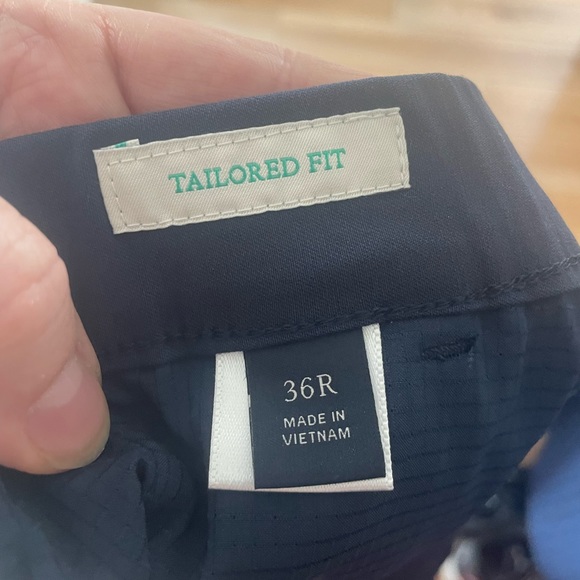 TAILORED FIT
36R
MADE IN
VIETNAM